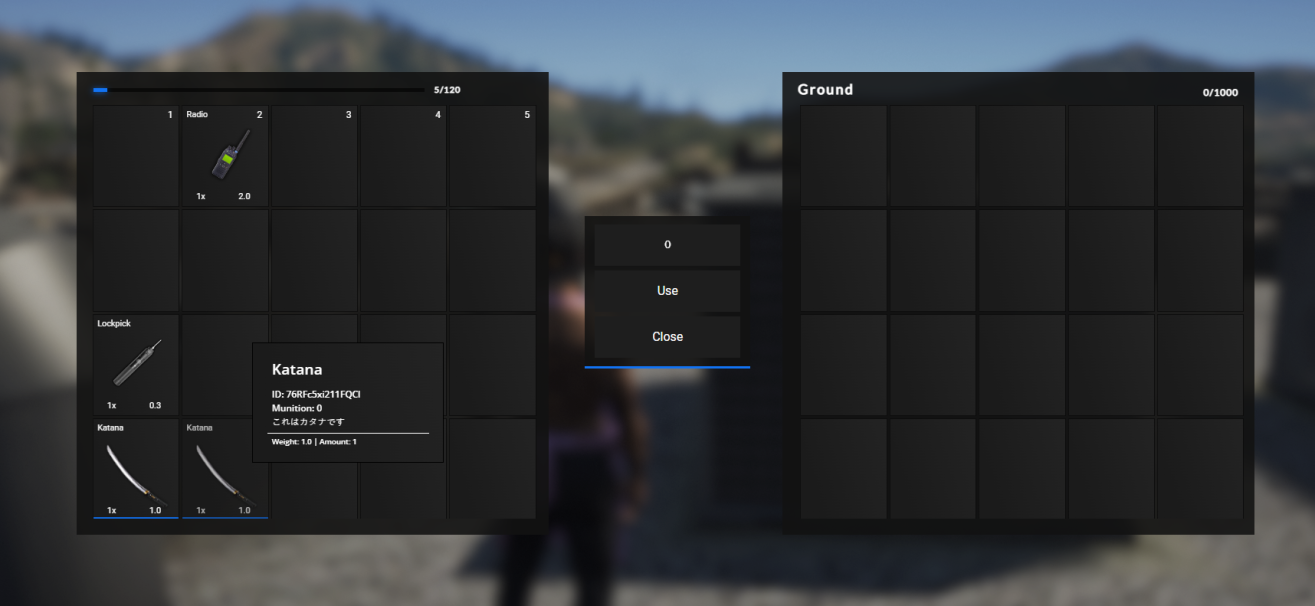 5/120
1
Radio 2
3
4
5
1x 2.0
Lockpick
1x 0.3
Katana
1x 1.0
Katana
1x 1.0
Katana
ID: 76RFc5xi211FQCI
Munition: 0
これはカタナです
Weight: 1.0 | Amount: 1
0
Use
Close
Ground
0/1000